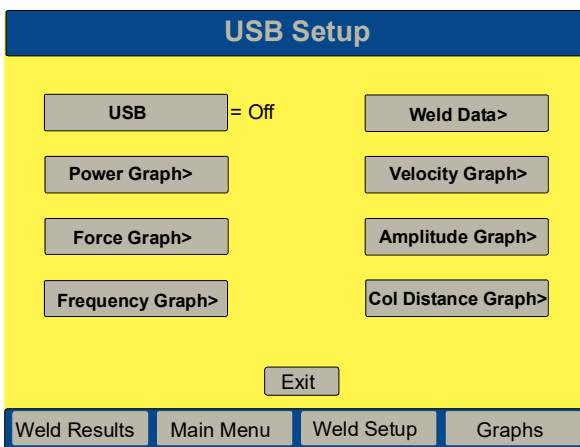 USB Setup
USB = Off
Weld Data>
Power Graph>
Velocity Graph>
Force Graph>
Amplitude Graph>
Frequency Graph>
Col Distance Graph>
Exit
Weld Results
Main Menu
Weld Setup
Graphs